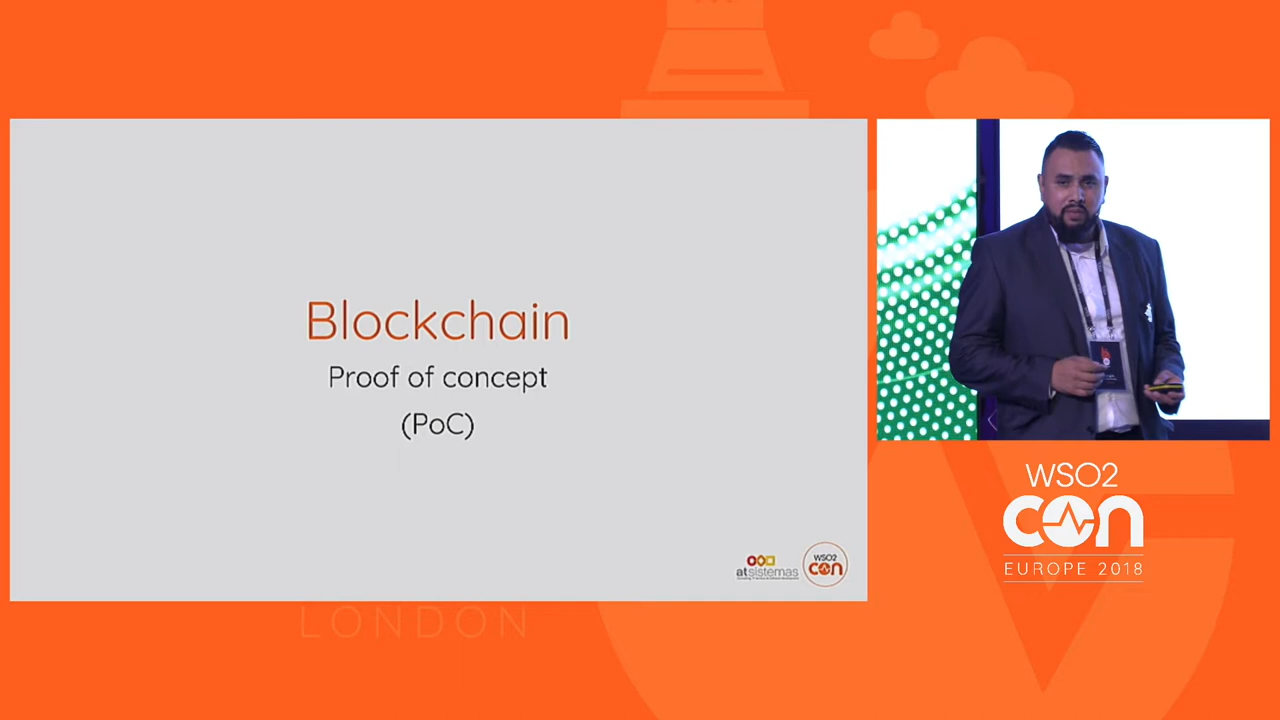 Blockchain
Proof of concept
(PoC)
atsistemas
WSO2
con
WSO2
con
EUROPE 2018
LONDON